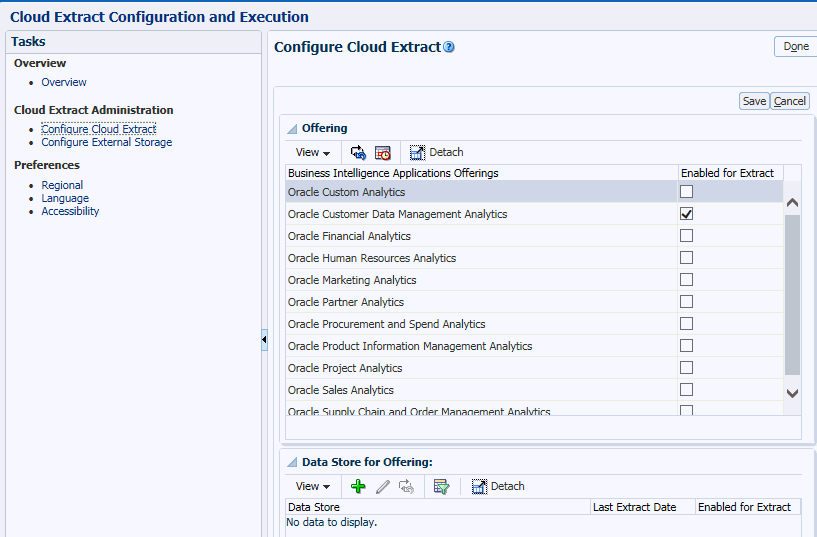 Cloud Extract Configuration and Execution
Tasks
Overview
Overview
Cloud Extract Administration
Configure Cloud Extract
Configure External Storage
Preferences
Regional
Language
Accessibility
Configure Cloud Extract
Done
Save Cancel
Offering
View Detach
Business Intelligence Applications Offerings Enabled for Extract
Oracle Custom Analytics
Oracle Customer Data Management Analytics
Oracle Financial Analytics
Oracle Human Resources Analytics
Oracle Marketing Analytics
Oracle Partner Analytics
Oracle Procurement and Spend Analytics
Oracle Product Information Management Analytics
Oracle Project Analytics
Oracle Sales Analytics
Oracle Supply Chain and Order Management Analytics
Data Store for Offering:
View Detach
Data Store Last Extract Date Enabled for Extract
No data to display.